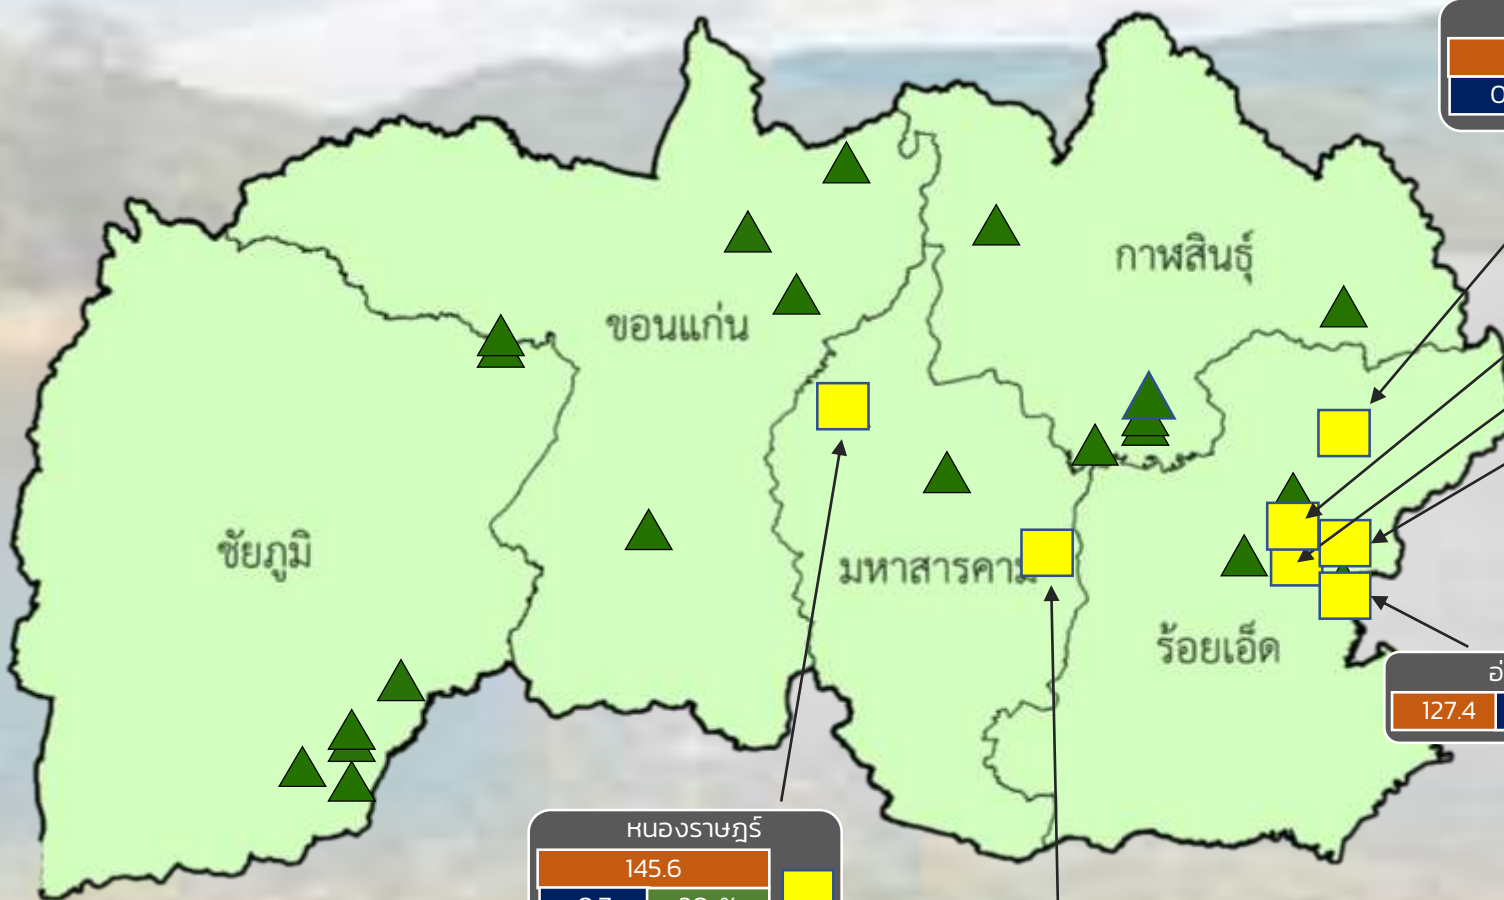 กาฬสินธุ์
ขอนแก่น
ชัยภูมิ
มหาสารคาม
ร้อยเอ็ด
127.4
หนองราษฎร์
145.6